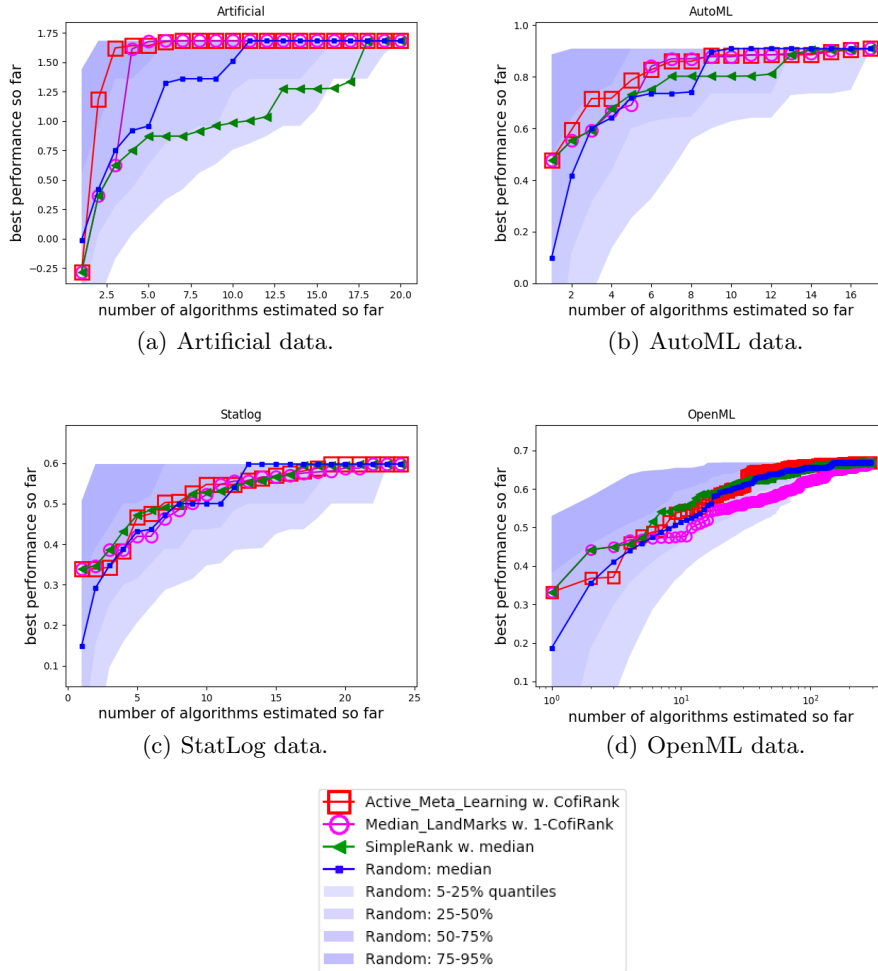 Artificial
best performance so far
1.75
1.50
1.25
1.00
0.75
0.50
0.25
0.00
−0.25
2.5 5.0 7.5 10.0 12.5 15.0 17.5 20.0
number of algorithms estimated so far
(a) Artificial data.
AutoML
best performance so far
1.0
0.8
0.6
0.4
0.2
0.0
2 4 6 8 10 12 14 16
number of algorithms estimated so far
(b) AutoML data.
Statlog
best performance so far
0.6
0.5
0.4
0.3
0.2
0.1
0 5 10 15 20 25
number of algorithms estimated so far
(c) StatLog data.
OpenML
best performance so far
0.7
0.6
0.5
0.4
0.3
0.2
0.1
10⁰ 10¹ 10²
number of algorithms estimated so far
(d) OpenML data.
Active_Meta_Learning w. CofiRank
Median_LandMarks w. 1-CofiRank
SimpleRank w. median
Random: median
Random: 5-25% quantiles
Random: 25-50%
Random: 50-75%
Random: 75-95%